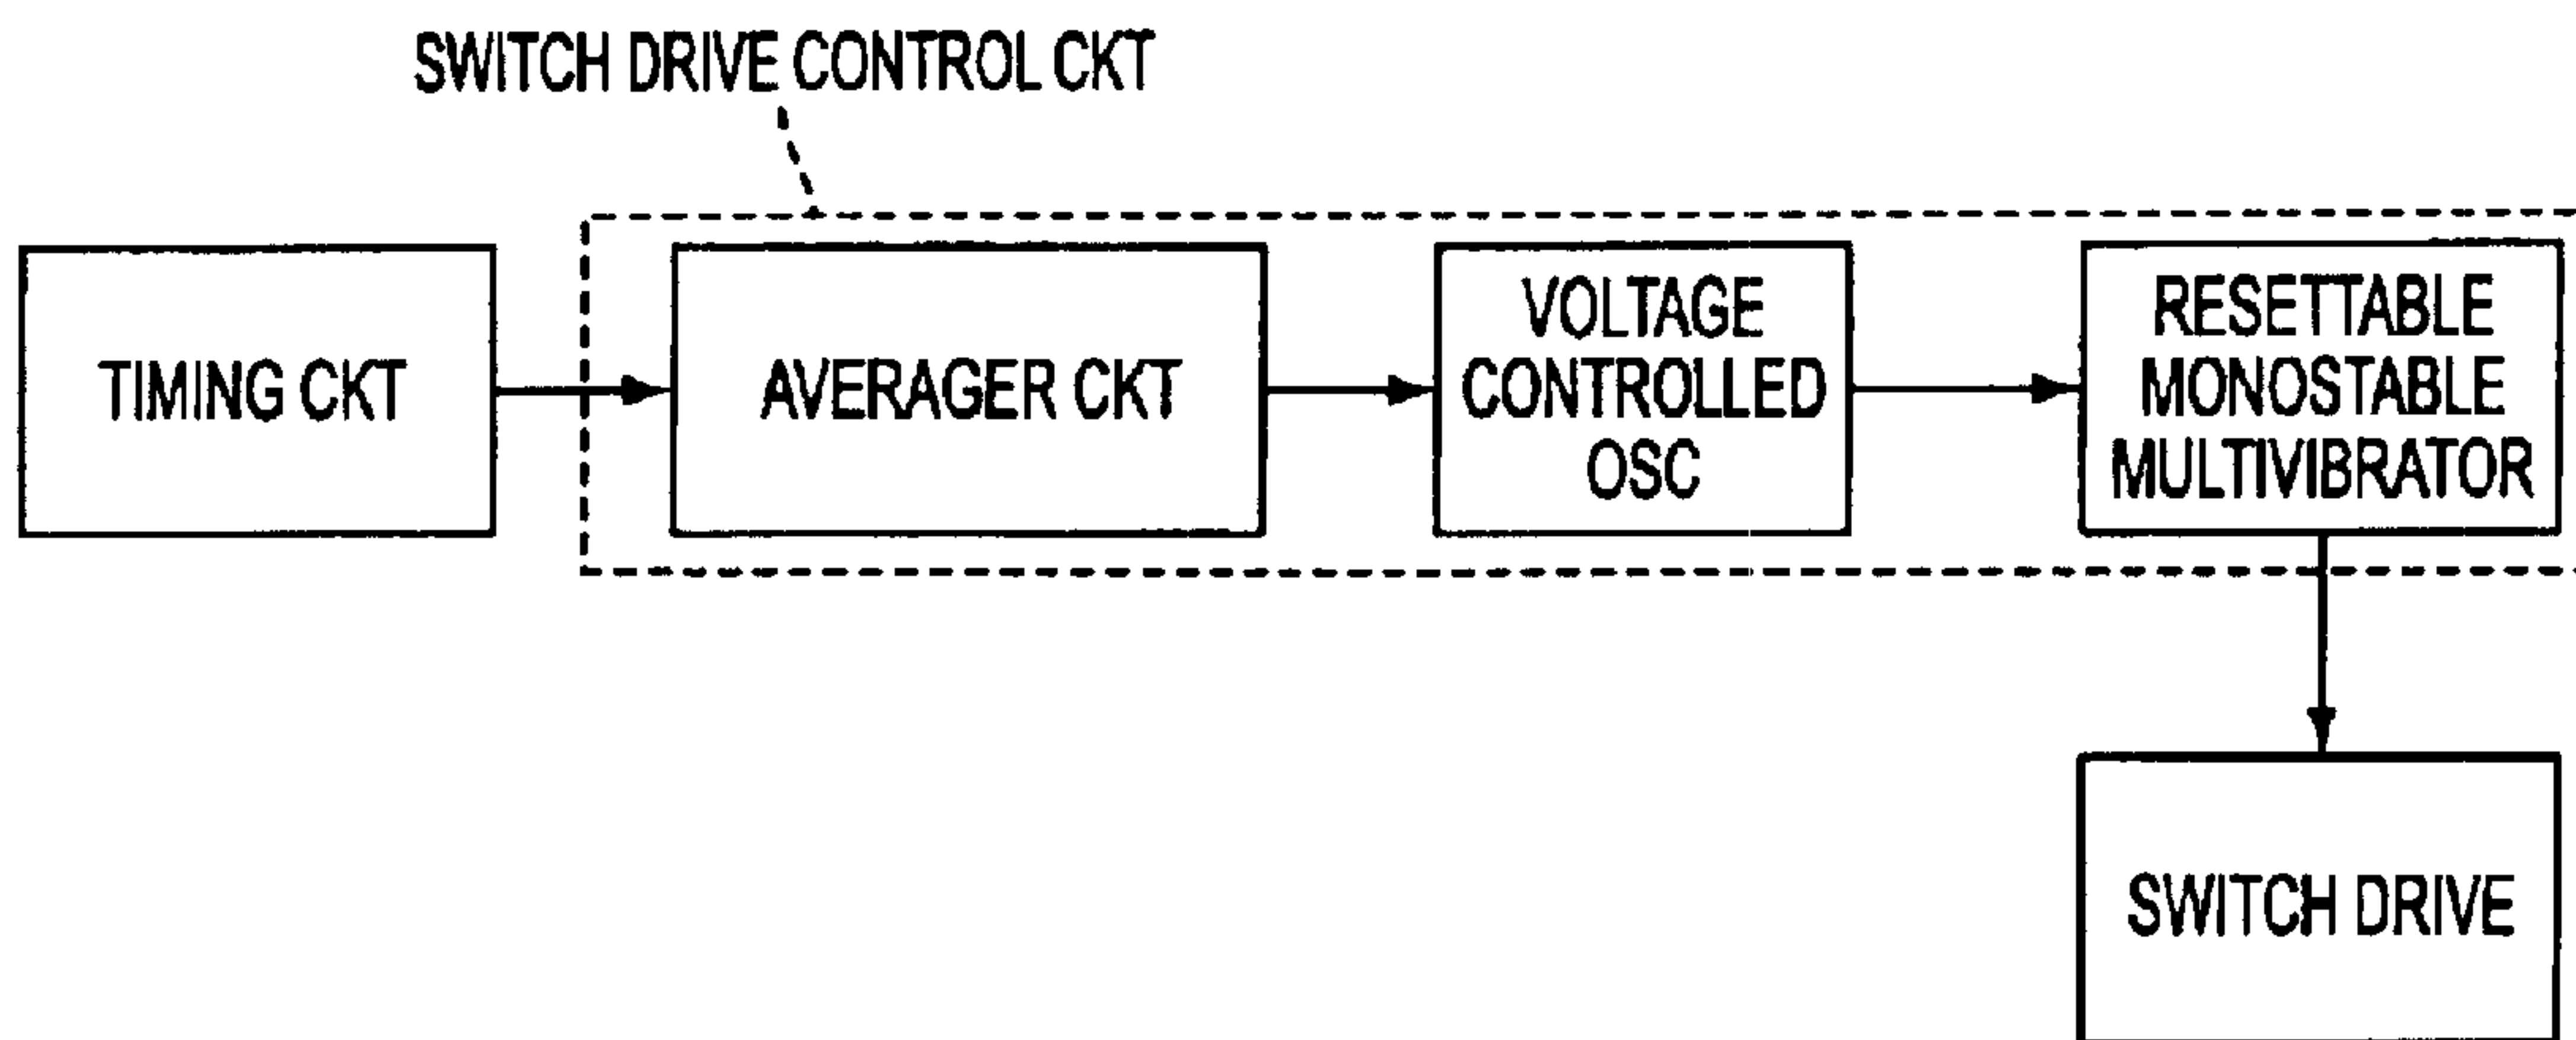 SWITCH DRIVE CONTROL CKT
TIMING CKT
AVERAGER CKT
VOLTAGE
CONTROLLED
OSC
RESETTABLE
MONOSTABLE
MULTIVIBRATOR
SWITCH DRIVE